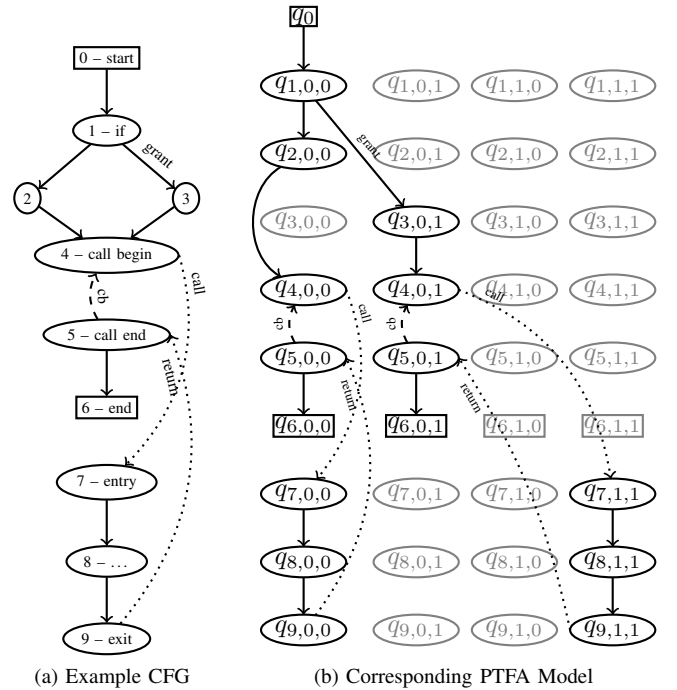 0 – start
1 – if
grant
2
3
4 – call begin
call
cb
5 – call end
return
6 – end
7 – entry
8 – …
9 – exit
(a) Example CFG
q0
q1,0,0 q1,0,1 q1,1,0 q1,1,1
grant
q2,0,0 q2,0,1 q2,1,0 q2,1,1
q3,0,0 q3,0,1 q3,1,0 q3,1,1
q4,0,0 q4,0,1 q4,1,0 q4,1,1
call
call
cb
cb
q5,0,0 q5,0,1 q5,1,0 q5,1,1
return
return
q6,0,0 q6,0,1 q6,1,0 q6,1,1
q7,0,0 q7,0,1 q7,1,0 q7,1,1
q8,0,0 q8,0,1 q8,1,0 q8,1,1
q9,0,0 q9,0,1 q9,1,0 q9,1,1
(b) Corresponding PTFA Model